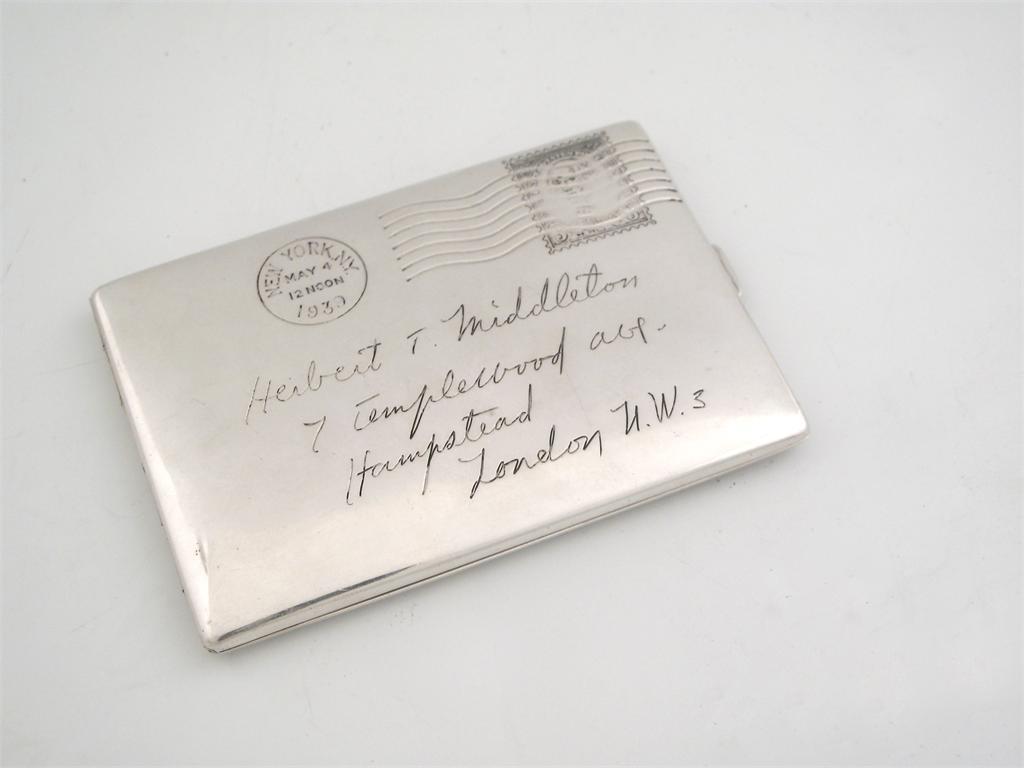 NEW YORK, N.Y.
MAY 4
12 NOON
1939
Herbert T. Middleton
7 Templewood ave.
Hampstead
London N.W. 3